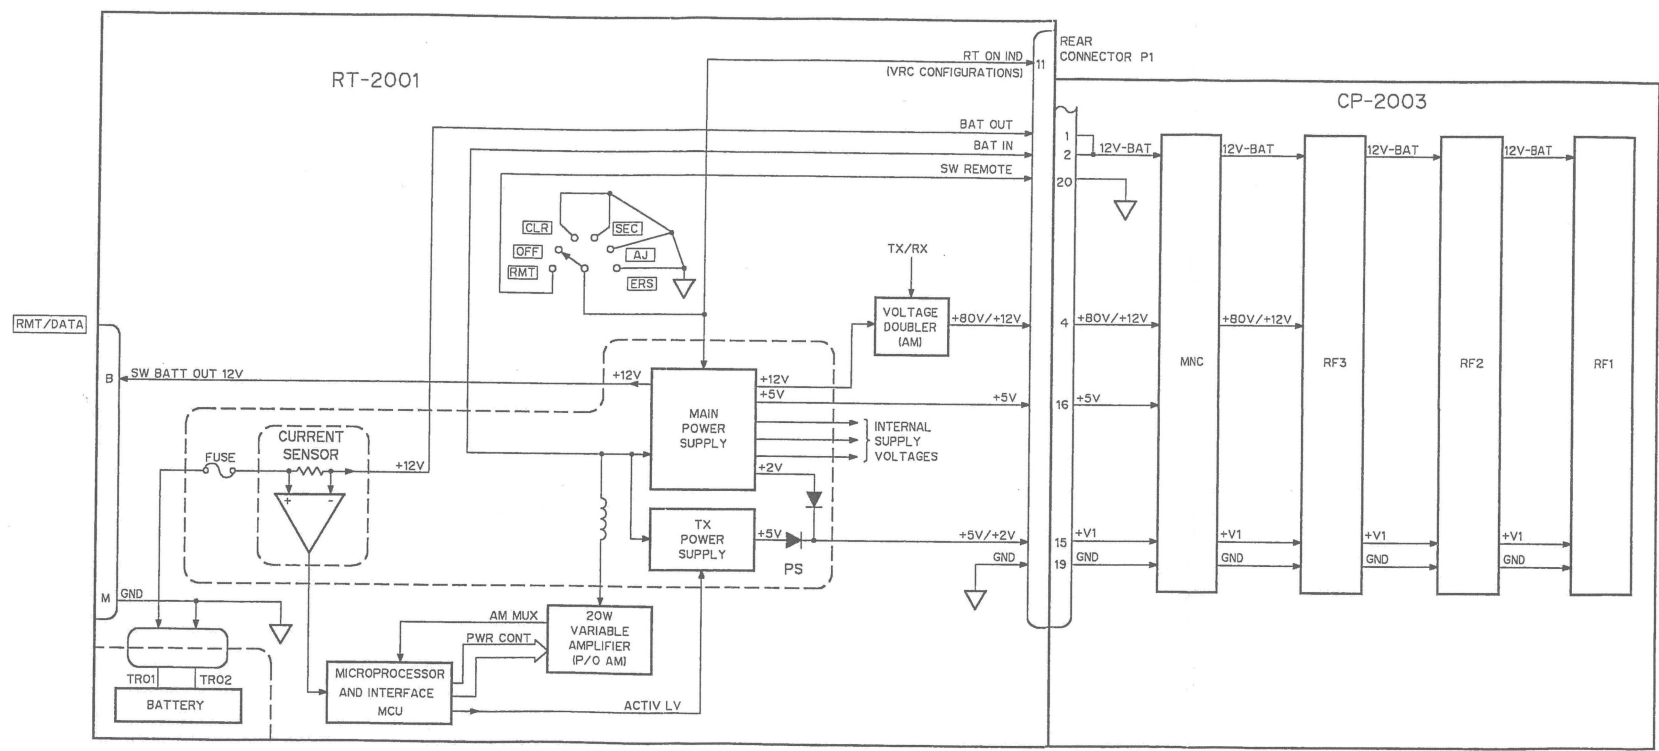 RT-2001
RT ON IND
(VRC CONFIGURATIONS)
11
REAR
CONNECTOR P1
CP-2003
BAT OUT
BAT IN
SW REMOTE
1
2
20
12V-BAT
12V-BAT
12V-BAT
12V-BAT
CLR
SEC
OFF
AJ
RMT
ERS
TX/RX
VOLTAGE
DOUBLER
(AM)
+80V/+12V
4
+80V/+12V
+80V/+12V
RMT/DATA
B
SW BATT OUT 12V
+12V
MAIN
POWER
SUPPLY
+12V
+5V
+5V
16
+5V
INTERNAL
SUPPLY
VOLTAGES
+2V
MNC
RF3
RF2
RF1
FUSE
CURRENT
SENSOR
+12V
+
-
TX
POWER
SUPPLY
+5V
PS
+5V/+2V
15
+V1
+V1
+V1
+V1
GND
19
GND
GND
GND
GND
M
GND
TR01
TR02
BATTERY
AM MUX
PWR CONT
20W
VARIABLE
AMPLIFIER
(P/O AM)
MICROPROCESSOR
AND INTERFACE
MCU
ACTIV LV